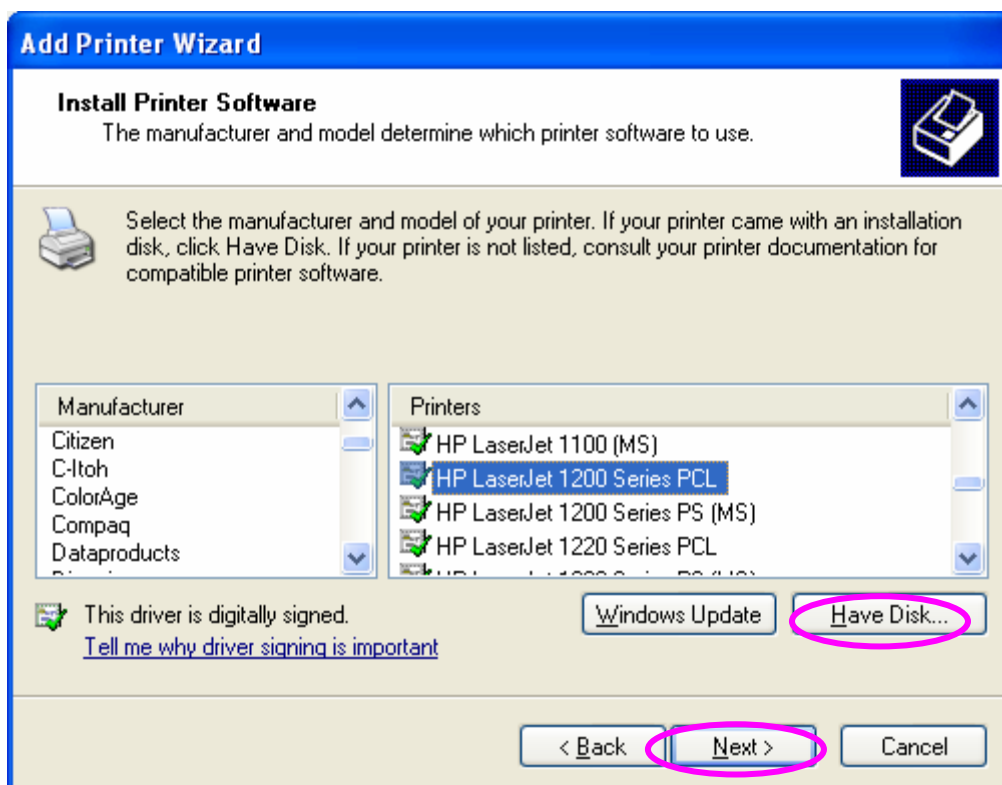 Add Printer Wizard
Install Printer Software
The manufacturer and model determine which printer software to use.
Select the manufacturer and model of your printer. If your printer came with an installation
disk, click Have Disk. If your printer is not listed, consult your printer documentation for
compatible printer software.
Manufacturer
Citizen
C-Itoh
ColorAge
Compaq
Dataproducts
Printers
HP LaserJet 1100 (MS)
HP LaserJet 1200 Series PCL
HP LaserJet 1200 Series PS (MS)
HP LaserJet 1220 Series PCL
This driver is digitally signed.
Tell me why driver signing is important
Windows Update
Have Disk...
< Back
Next >
Cancel